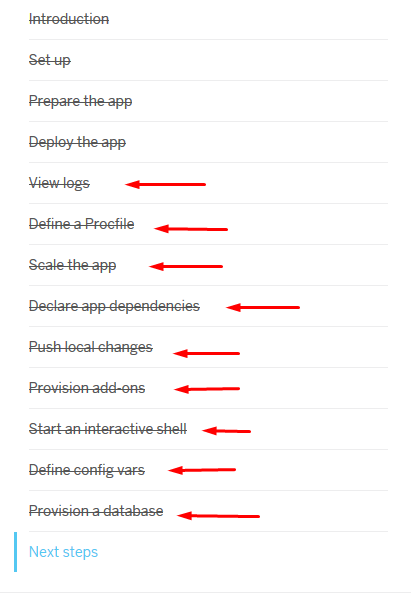 Introduction
Set up
Prepare the app
Deploy the app
View logs
Define a Procfile
Scale the app
Declare app dependencies
Push local changes
Provision add-ons
Start an interactive shell
Define config vars
Provision a database
Next steps